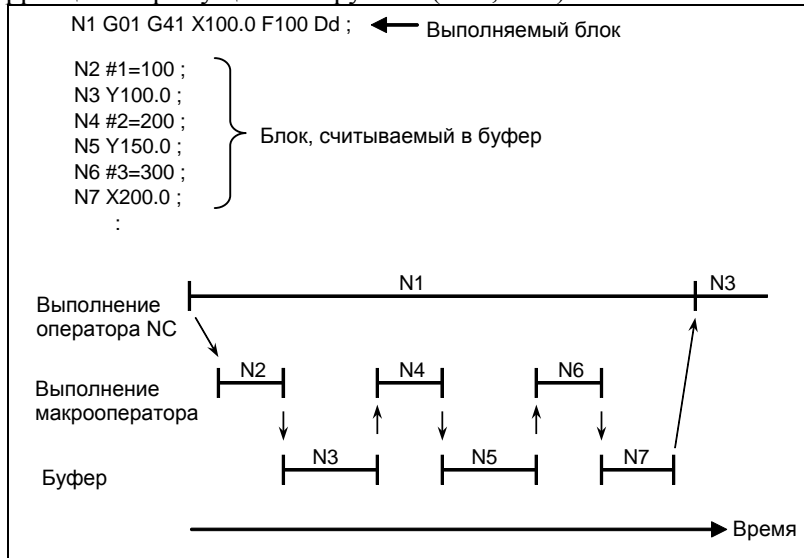 N1 G01 G41 X100.0 F100 Dd ;
Выполняемый блок
N2 #1=100 ;
N3 Y100.0 ;
N4 #2=200 ;
N5 Y150.0 ;
N6 #3=300 ;
N7 X200.0 ;
:
Блок, считываемый в буфер
N1
N3
Выполнение
оператора NC
N2
N4
N6
Выполнение
макрооператора
N3
N5
N7
Буфер
Время